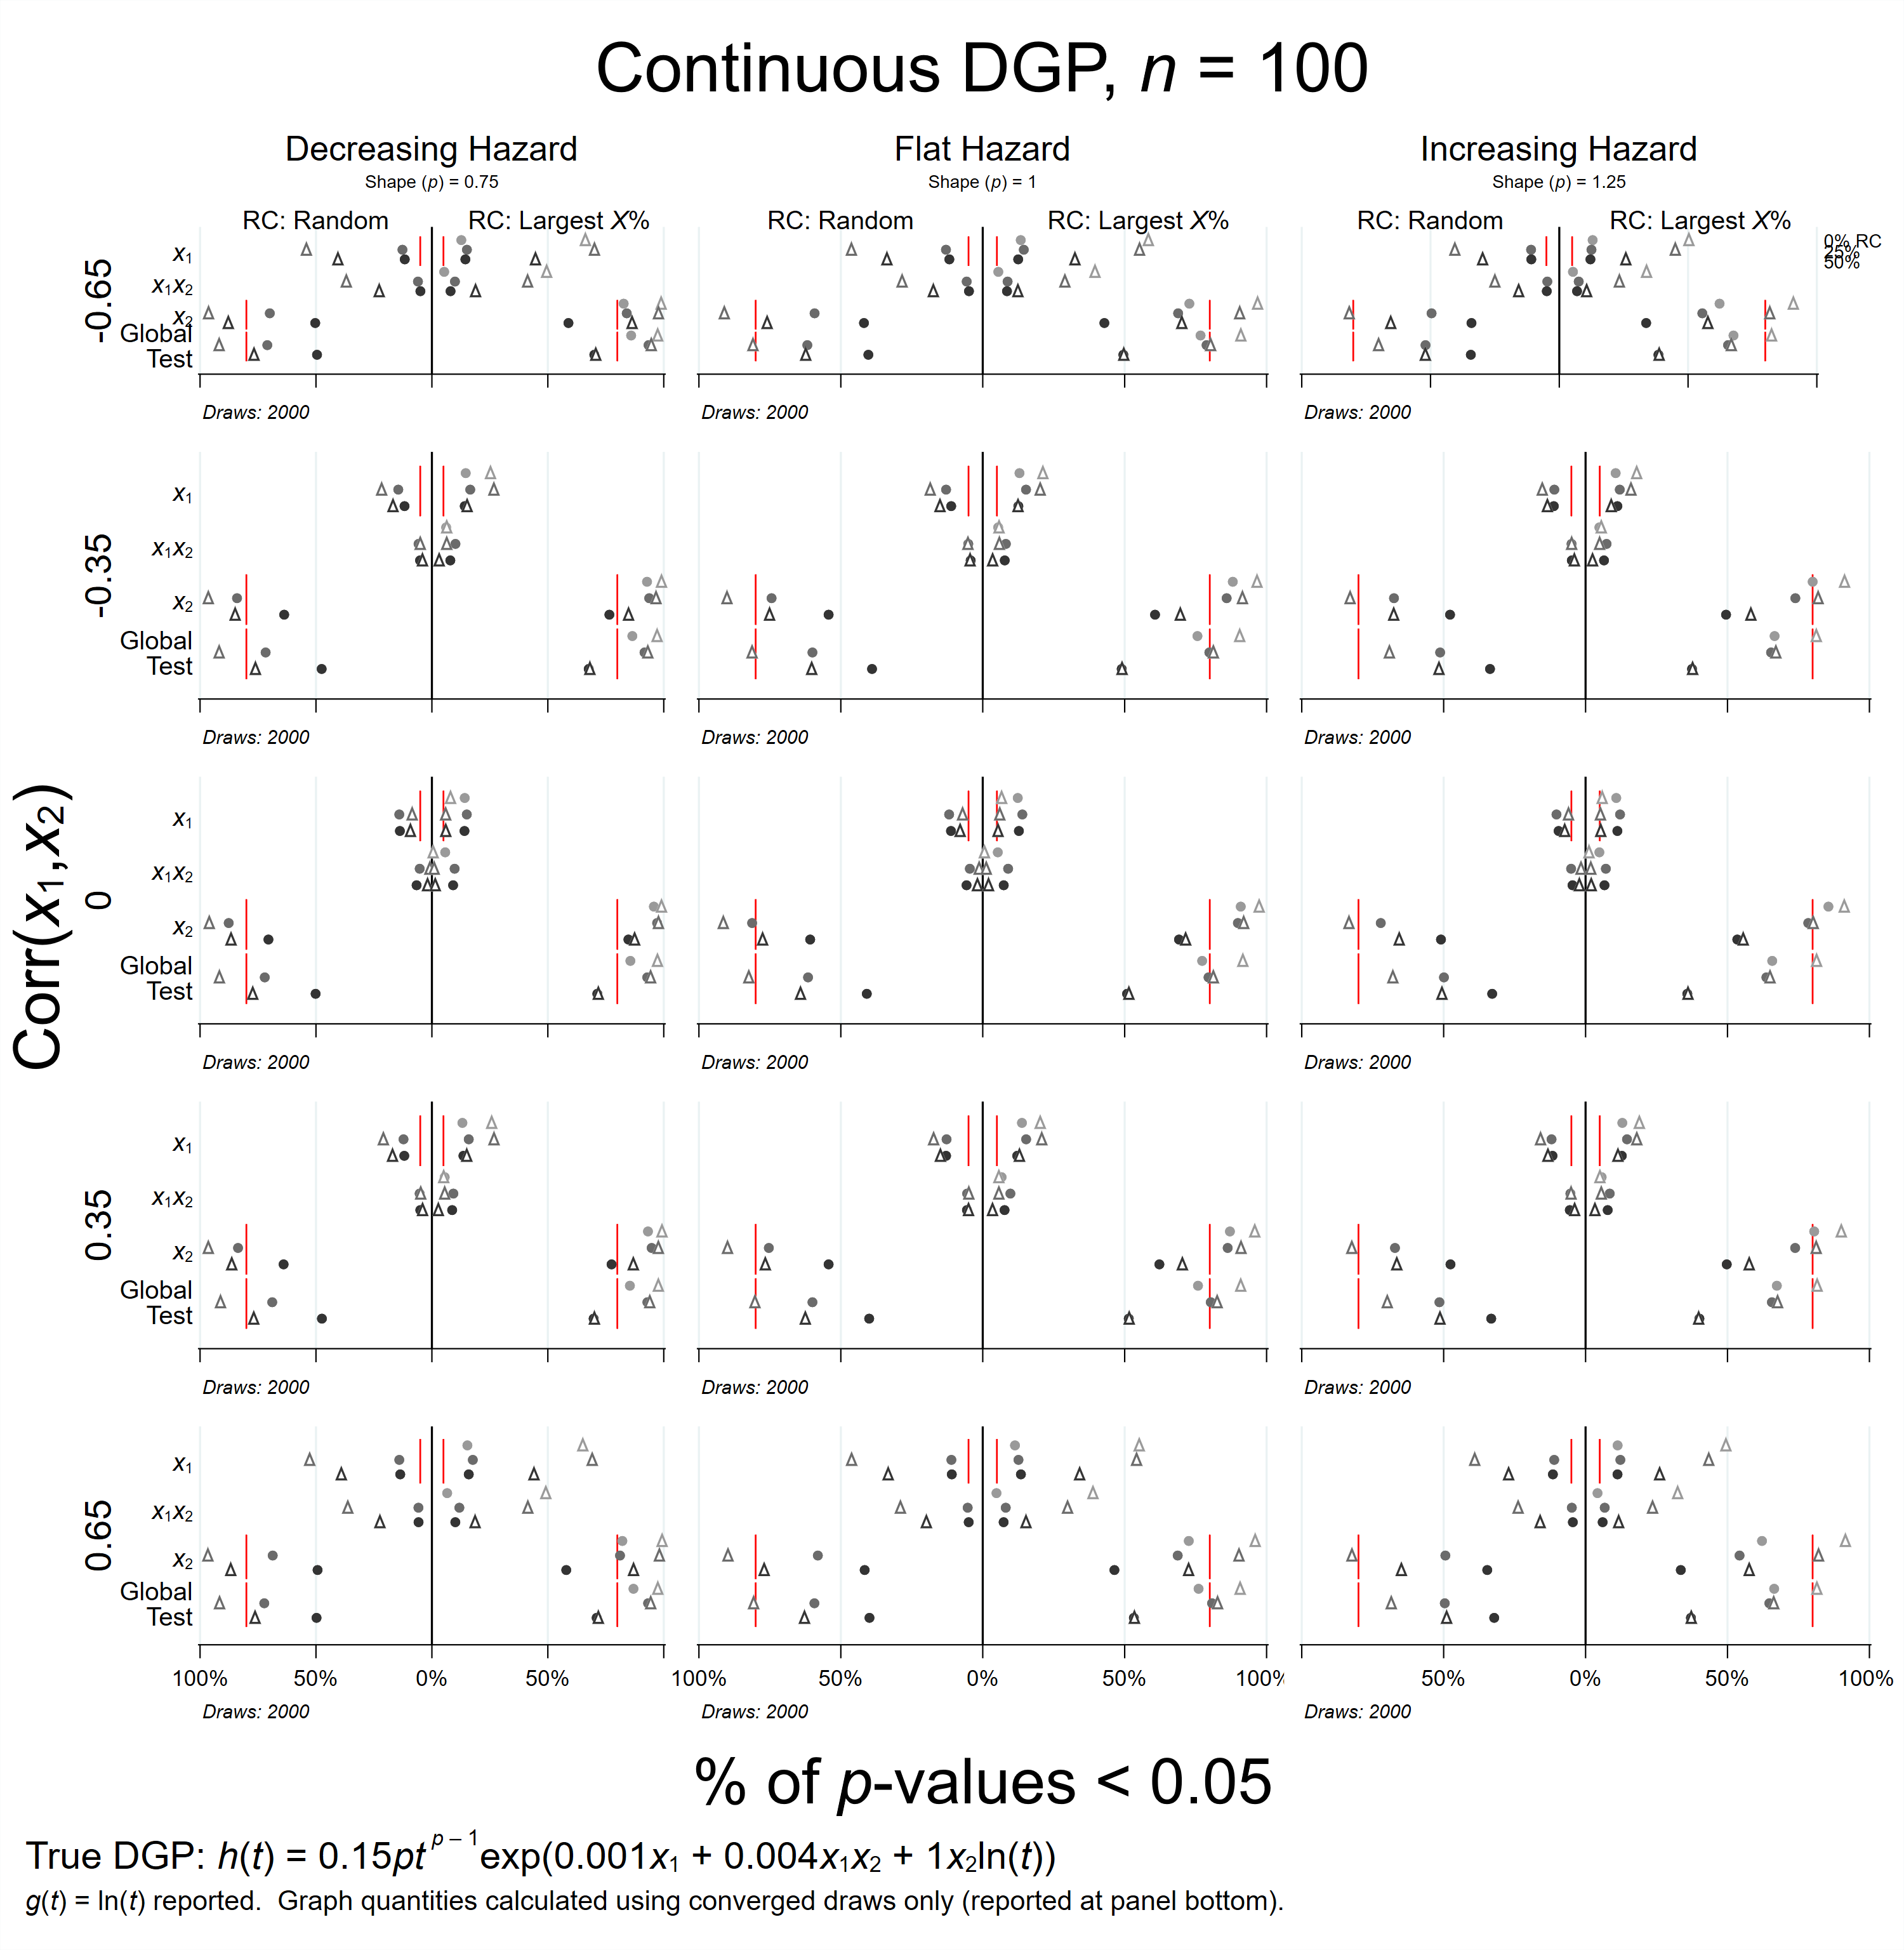 Continuous DGP, n = 100
Decreasing Hazard Flat Hazard Increasing Hazard
Shape (p) = 0.75 Shape (p) = 1 Shape (p) = 1.25
RC: Random RC: Largest X% RC: Random RC: Largest X% RC: Random RC: Largest X%
0% RC
25%
50%
Corr(x₁,x₂)
-0.65
x₁
x₁x₂
x₂
Global
Test
Draws: 2000 Draws: 2000 Draws: 2000
-0.35
x₁
x₁x₂
x₂
Global
Test
Draws: 2000 Draws: 2000 Draws: 2000
0
x₁
x₁x₂
x₂
Global
Test
Draws: 2000 Draws: 2000 Draws: 2000
0.35
x₁
x₁x₂
x₂
Global
Test
Draws: 2000 Draws: 2000 Draws: 2000
0.65
x₁
x₁x₂
x₂
Global
Test
100% 50% 0% 50% 100% 50% 0% 50% 100% 50% 0% 50% 100%
Draws: 2000 Draws: 2000 Draws: 2000
% of p-values < 0.05
True DGP: h(t) = 0.15pt^(p – 1) exp(0.001x₁ + 0.004x₁x₂ + 1x₂ln(t))
g(t) = ln(t) reported. Graph quantities calculated using converged draws only (reported at panel bottom).